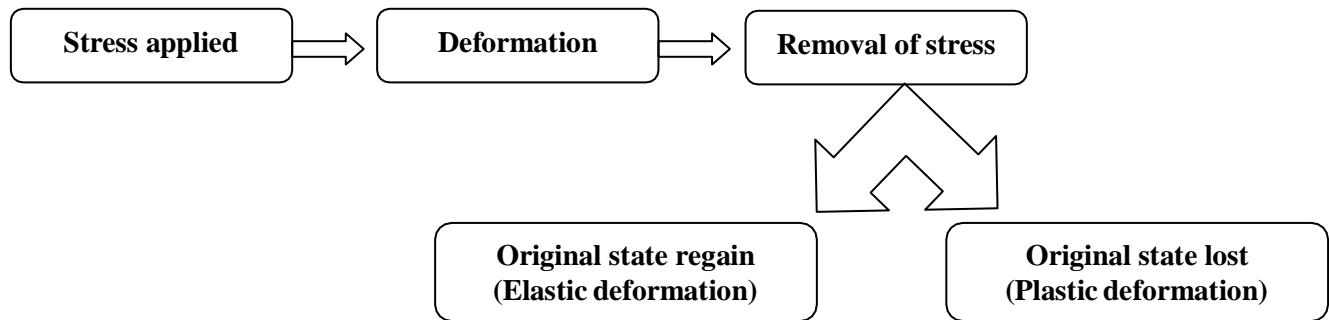 Stress applied
Deformation
Removal of stress
Original state regain
(Elastic deformation)
Original state lost
(Plastic deformation)